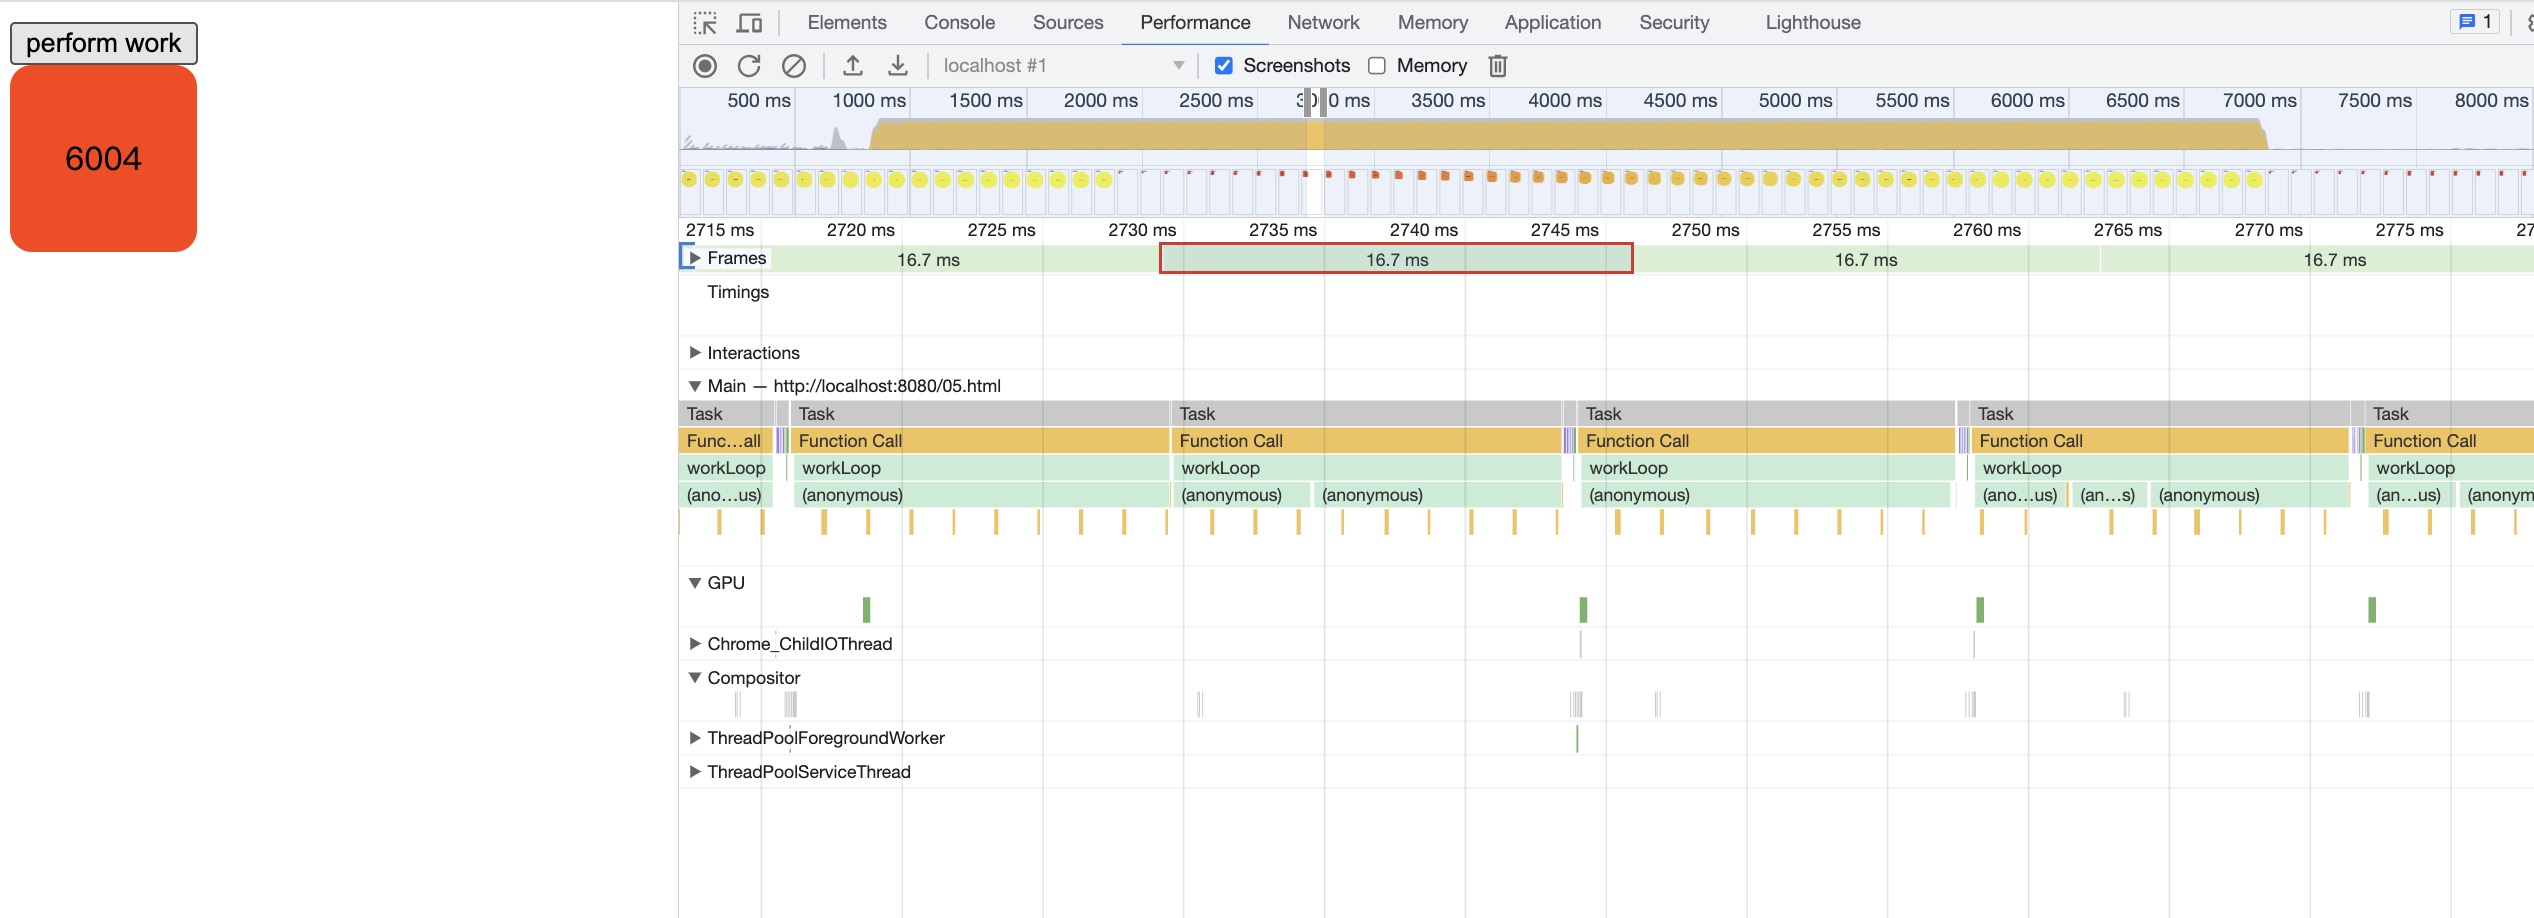 perform work
6004
Elements Console Sources Performance Network Memory Application Security Lighthouse 1
localhost #1 Screenshots Memory
500 ms 1000 ms 1500 ms 2000 ms 2500 ms 0 ms 3500 ms 4000 ms 4500 ms 5000 ms 5500 ms 6000 ms 6500 ms 7000 ms 7500 ms 8000 ms
2715 ms 2720 ms 2725 ms 2730 ms 2735 ms 2740 ms 2745 ms 2750 ms 2755 ms 2760 ms 2765 ms 2770 ms 2775 ms 27
Frames 16.7 ms 16.7 ms 16.7 ms 16.7 ms
Timings
Interactions
Main — http://localhost:8080/05.html
Task Task Task Task Task Task
Func…all Function Call Function Call Function Call Function Call Function Call
workLoop workLoop workLoop workLoop workLoop workLoop
(ano…us) (anonymous) (anonymous) (anonymous) (anonymous) (ano…us) (an…s) (anonymous) (an…us) (anonym
GPU
Chrome_ChildIOThread
Compositor
ThreadPoolForegroundWorker
ThreadPoolServiceThread